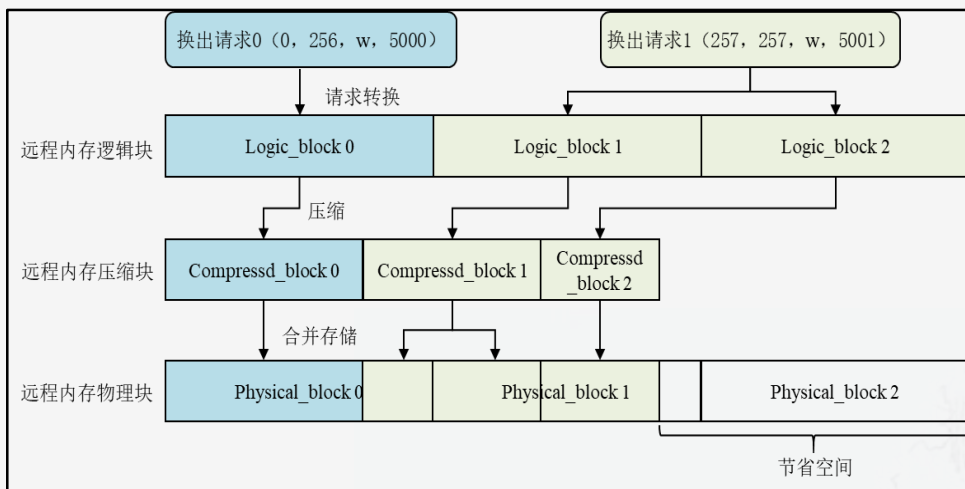 换出请求0（0，256，w，5000）
换出请求1（257，257，w，5001）
请求转换
远程内存逻辑块
Logic_block 0
Logic_block 1
Logic_block 2
压缩
远程内存压缩块
Compressd_block 0
Compressd_block 1
Compressd
_block 2
合并存储
远程内存物理块
Physical_block 0
Physical_block 1
Physical_block 2
节省空间